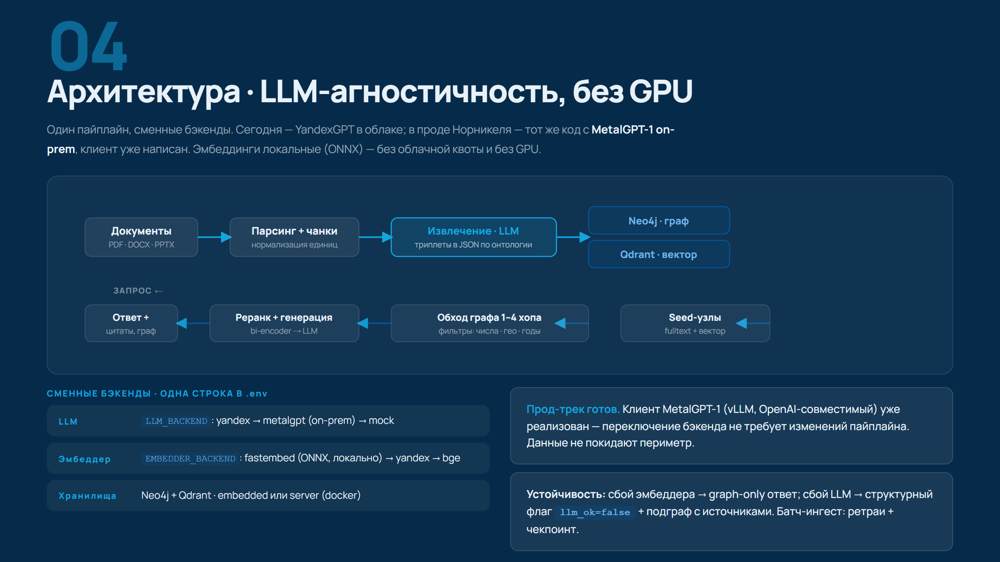 04
Архитектура · LLM-агностичность, без GPU
Один пайплайн, сменные бэкенды. Сегодня — YandexGPT в облаке; в проде Норникеля — тот же код с MetalGPT-1 on-
prem, клиент уже написан. Эмбеддинги локальные (ONNX) — без облачной квоты и без GPU.
Документы
PDF · DOCX · PPTX
Парсинг + чанки
нормализация единиц
Извлечение · LLM
триплеты в JSON по онтологии
Neo4j · граф
Qdrant · вектор
ЗАПРОС ←
Ответ +
цитаты, граф
Реранк + генерация
bi-encoder → LLM
Обход графа 1–4 хопа
фильтры: числа · гео · годы
Seed-узлы
fulltext + вектор
СМЕННЫЕ БЭКЕНДЫ · ОДНА СТРОКА В .env
LLM LLM_BACKEND : yandex → metalgpt (on-prem) → mock
Эмбеддер EMBEDDER_BACKEND : fastembed (ONNX, локально) → yandex → bge
Хранилища Neo4j + Qdrant · embedded или server (docker)
Прод-трек готов. Клиент MetalGPT-1 (vLLM, OpenAI-совместимый) уже
реализован — переключение бэкенда не требует изменений пайплайна.
Данные не покидают периметр.
Устойчивость: сбой эмбеддера → graph-only ответ; сбой LLM → структурный
флаг llm_ok=false + подграф с источниками. Батч-ингест: ретраи +
чекпоинт.